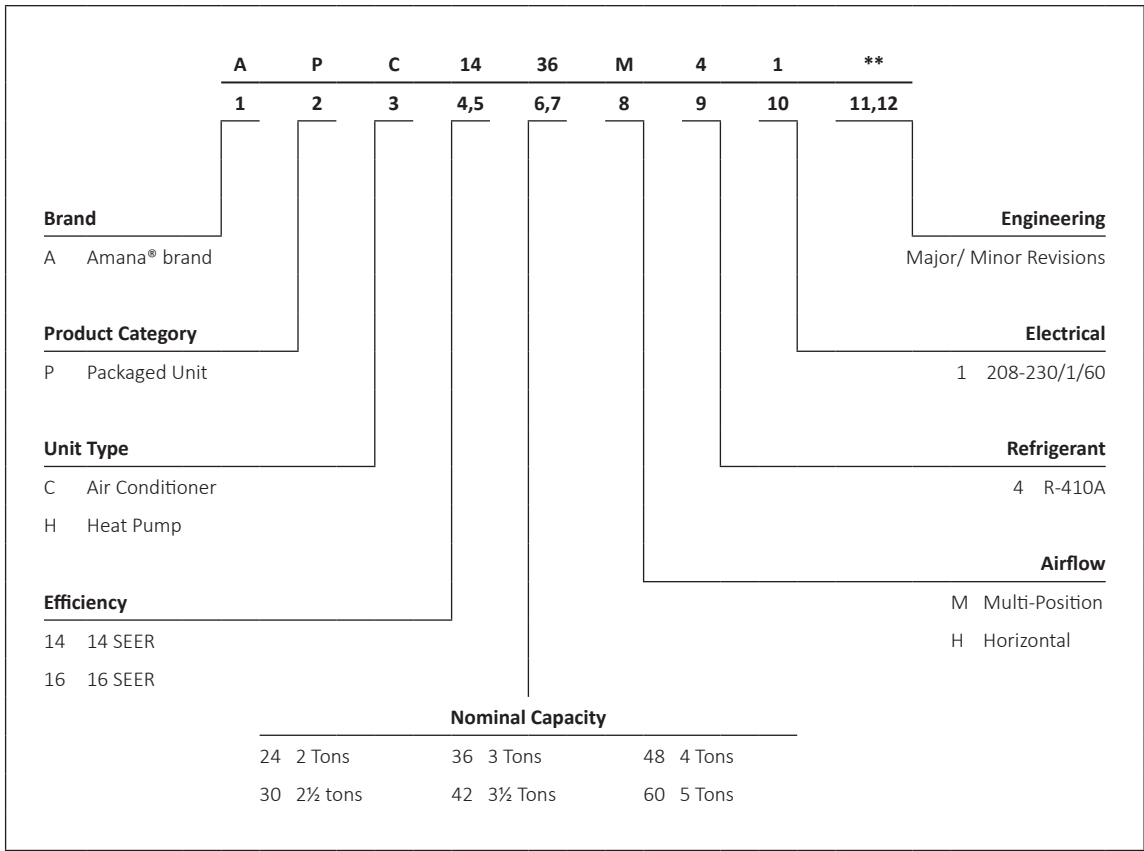 A P C 14 36 M 4 1 **
1 2 3 4,5 6,7 8 9 10 11,12
Brand
A Amana® brand
Product Category
P Packaged Unit
Unit Type
C Air Conditioner
H Heat Pump
Efficiency
14 14 SEER
16 16 SEER
Nominal Capacity
24 2 Tons 36 3 Tons 48 4 Tons
30 2½ tons 42 3½ Tons 60 5 Tons
Engineering
Major/ Minor Revisions
Electrical
1 208-230/1/60
Refrigerant
4 R-410A
Airflow
M Multi-Position
H Horizontal